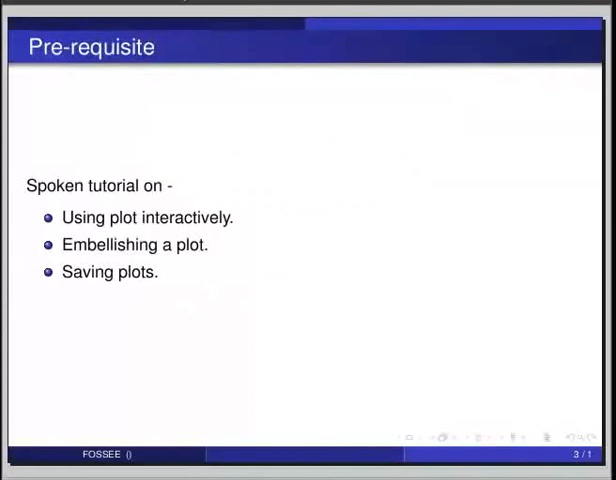 Pre-requisite
Spoken tutorial on -
Using plot interactively.
Embellishing a plot.
Saving plots.
FOSSEE ()
3 / 1